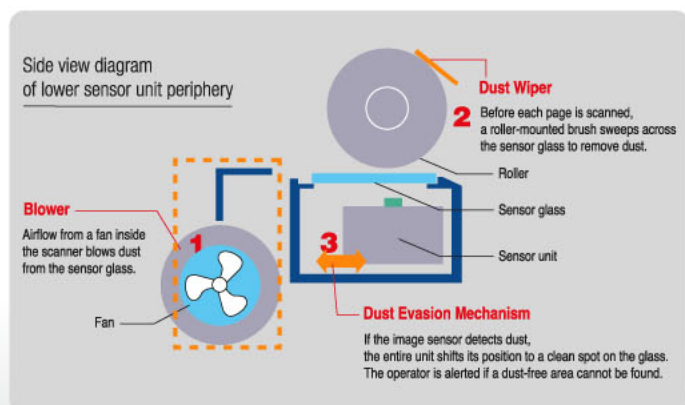 Side view diagram
of lower sensor unit periphery
Dust Wiper
2
Before each page is scanned,
a roller-mounted brush sweeps across
the sensor glass to remove dust.
Roller
Sensor glass
Sensor unit
Blower
1
Airflow from a fan inside
the scanner blows dust
from the sensor glass.
Fan
3
Dust Evasion Mechanism
If the image sensor detects dust,
the entire unit shifts its position to a clean spot on the glass.
The operator is alerted if a dust-free area cannot be found.